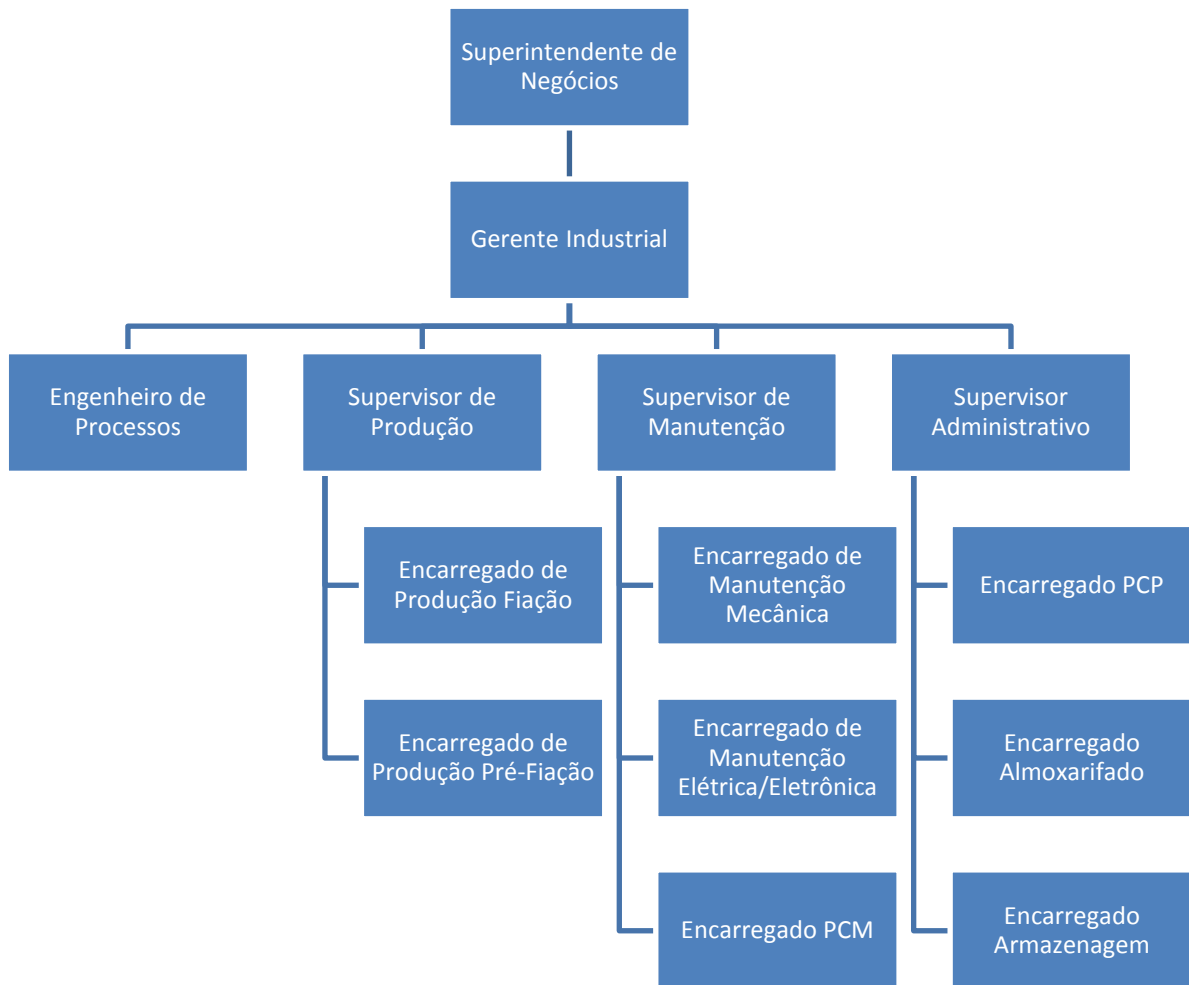 Superintendente de
Negócios
Gerente Industrial
Engenheiro de
Processos
Supervisor de
Produção
Supervisor de
Manutenção
Supervisor
Administrativo
Encarregado de
Produção Fiação
Encarregado de
Manutenção
Mecânica
Encarregado PCP
Encarregado de
Produção Pré-Fiação
Encarregado de
Manutenção
Elétrica/Eletrônica
Encarregado
Almoxarifado
Encarregado PCM
Encarregado
Armazenagem